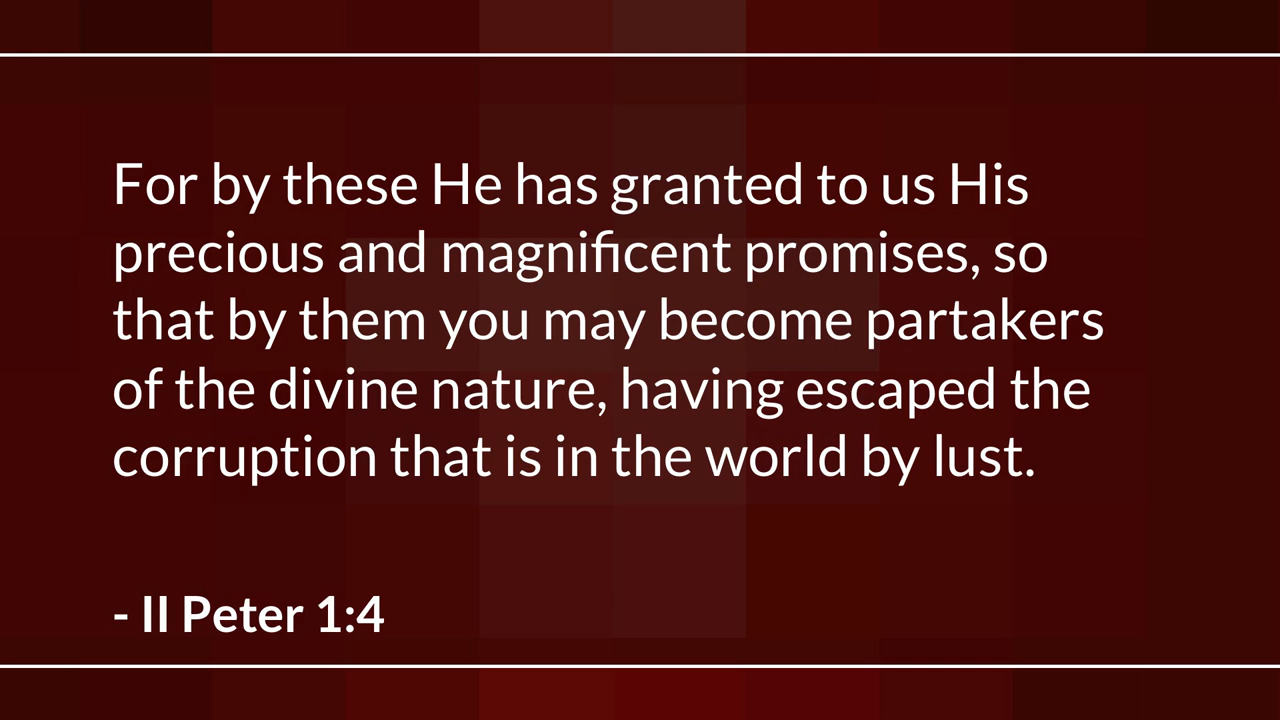 For by these He has granted to us His
precious and magnificent promises, so
that by them you may become partakers
of the divine nature, having escaped the
corruption that is in the world by lust.
- II Peter 1:4